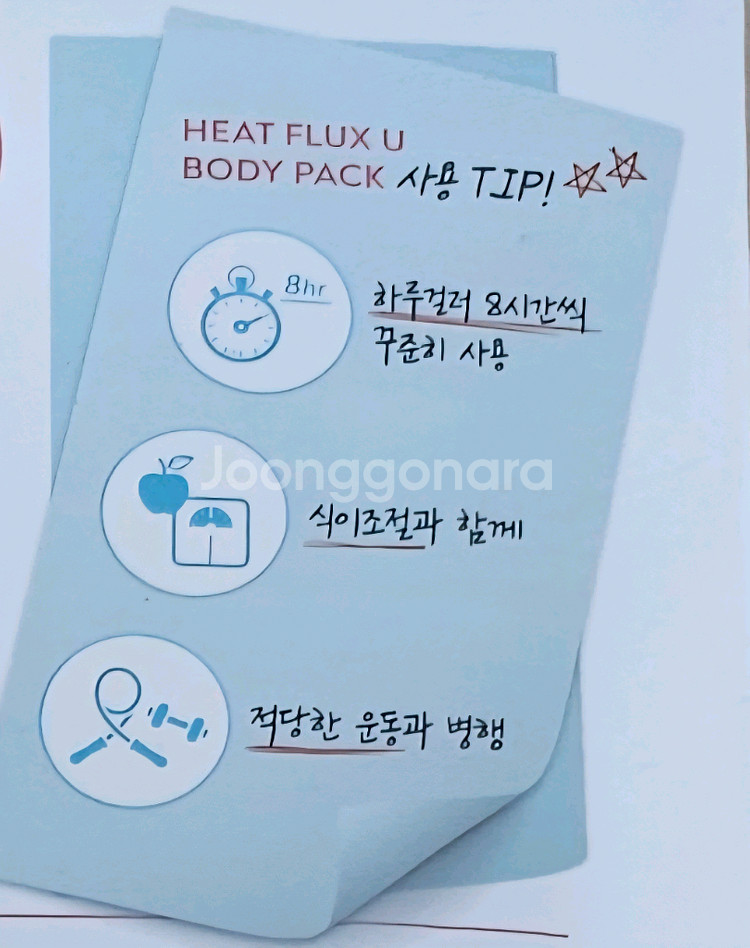 HEAT FLUX U
BODY PACK 사용 TIP!
8hr
하루걸러 8시간씩
꾸준히 사용
Joonggonara
식이조절과 함께
적당한 운동과 병행